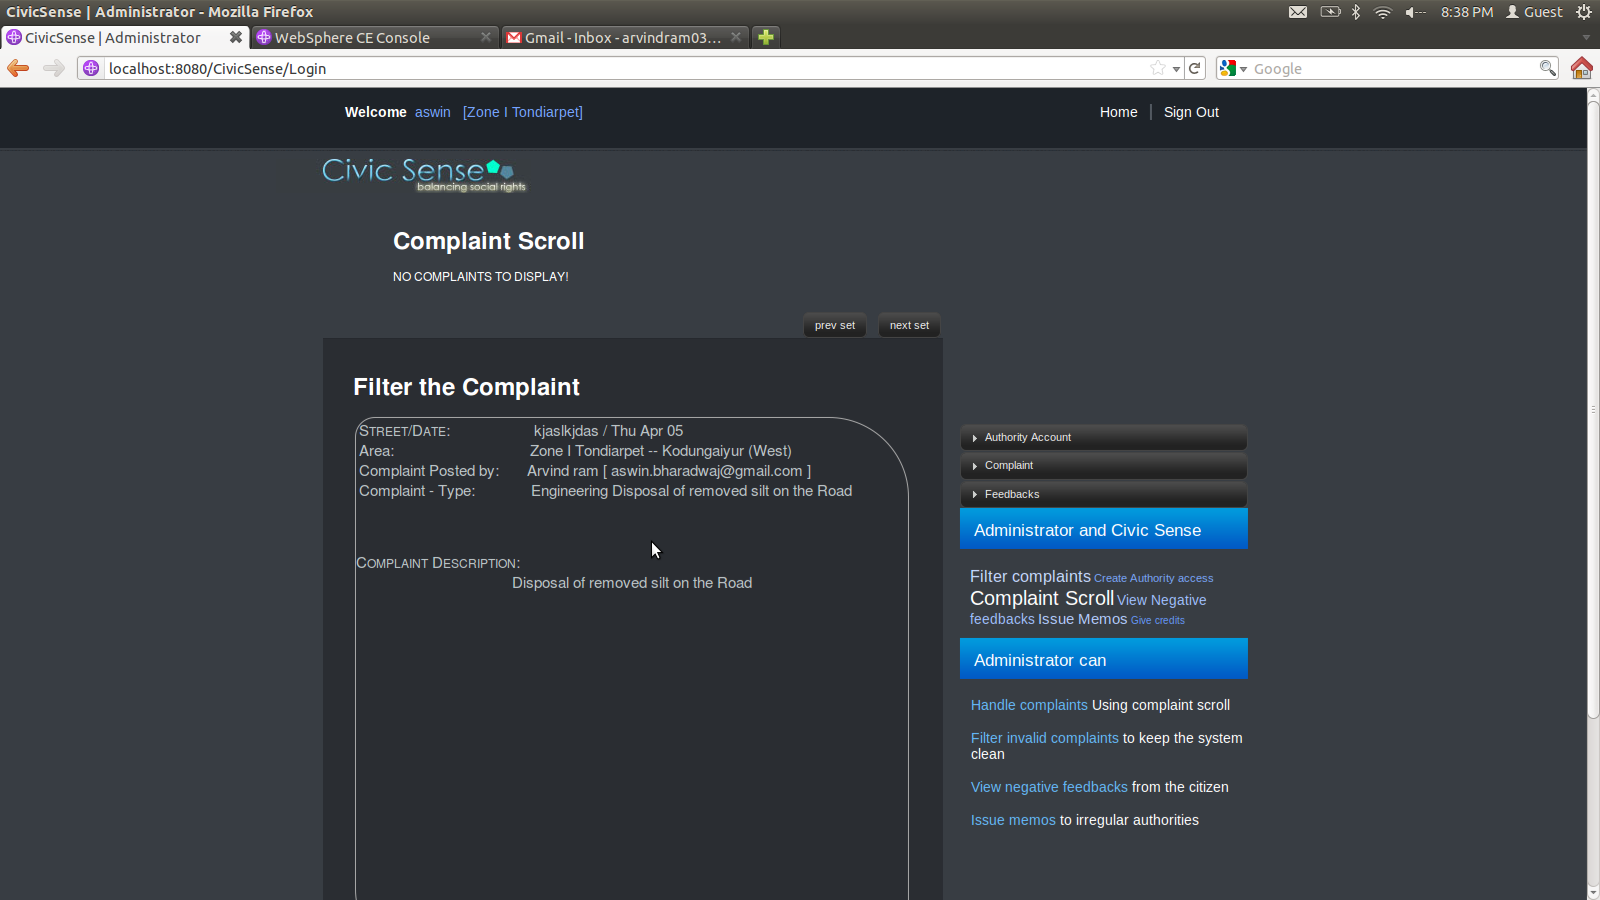 CivicSense | Administrator - Mozilla Firefox
8:38 PM Guest
CivicSense | Administrator
WebSphere CE Console
Gmail - Inbox - arvindram03...
localhost:8080/CivicSense/Login
Google
Welcome aswin [Zone I Tondiarpet]
Home | Sign Out
Civic Sense
balancing social rights
Complaint Scroll
NO COMPLAINTS TO DISPLAY!
prev set
next set
Filter the Complaint
STREET/DATE: kjaslkjdas / Thu Apr 05
Area: Zone I Tondiarpet -- Kodungaiyur (West)
Complaint Posted by: Arvind ram [ aswin.bharadwaj@gmail.com ]
Complaint - Type: Engineering Disposal of removed silt on the Road
COMPLAINT DESCRIPTION:
Disposal of removed silt on the Road
Authority Account
Complaint
Feedbacks
Administrator and Civic Sense
Filter complaints Create Authority access
Complaint Scroll View Negative
feedbacks Issue Memos Give credits
Administrator can
Handle complaints Using complaint scroll
Filter invalid complaints to keep the system
clean
View negative feedbacks from the citizen
Issue memos to irregular authorities